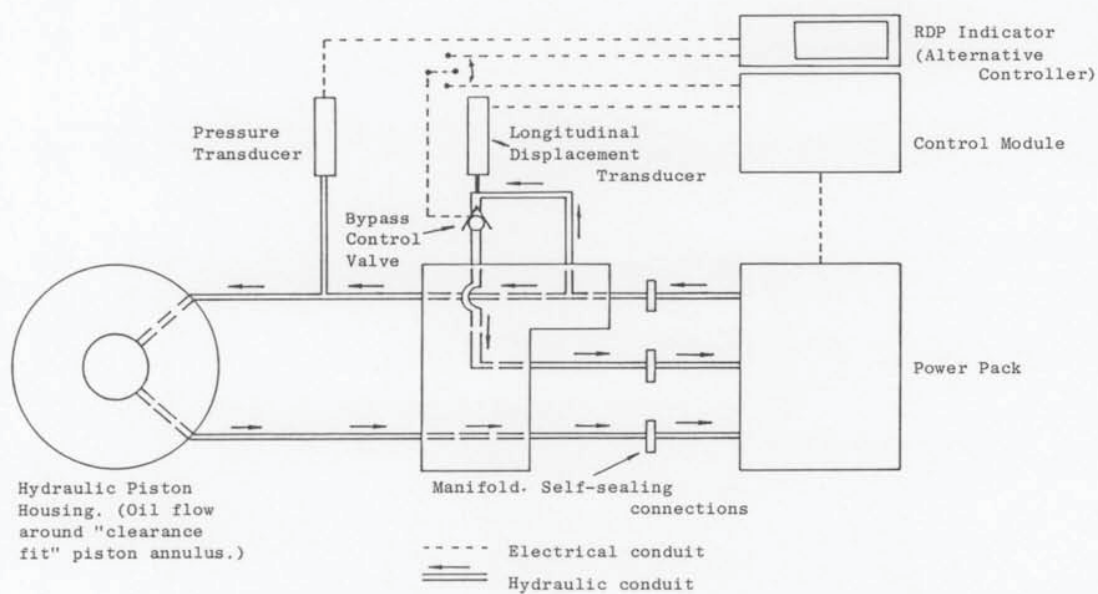 RDP Indicator
(Alternative
Controller)
Pressure
Transducer
Longitudinal
Displacement
Transducer
Control Module
Bypass
Control
Valve
Power Pack
Hydraulic Piston
Housing. (Oil flow
around "clearance
fit" piston annulus.)
Manifold. Self-sealing
connections
Electrical conduit
Hydraulic conduit